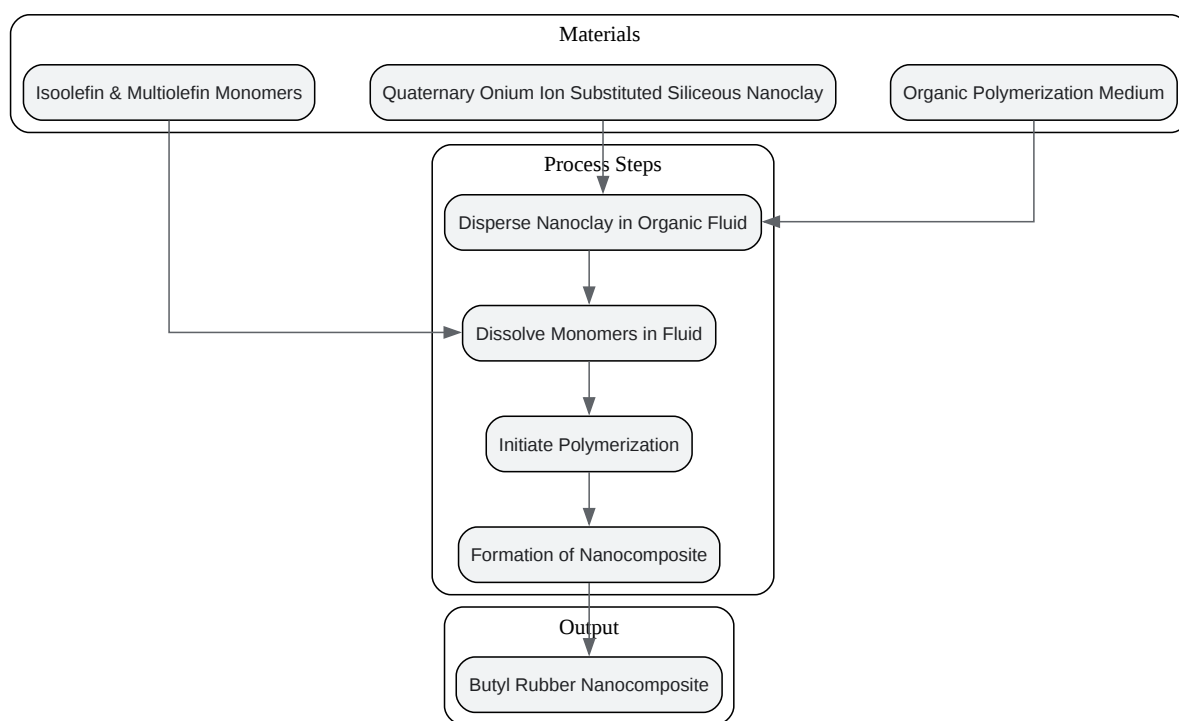 Materials
Isoolefin & Multiolefin Monomers
Quaternary Onium Ion Substituted Siliceous Nanoclay
Organic Polymerization Medium
Process Steps
Disperse Nanoclay in Organic Fluid
Dissolve Monomers in Fluid
Initiate Polymerization
Formation of Nanocomposite
Output
Butyl Rubber Nanocomposite